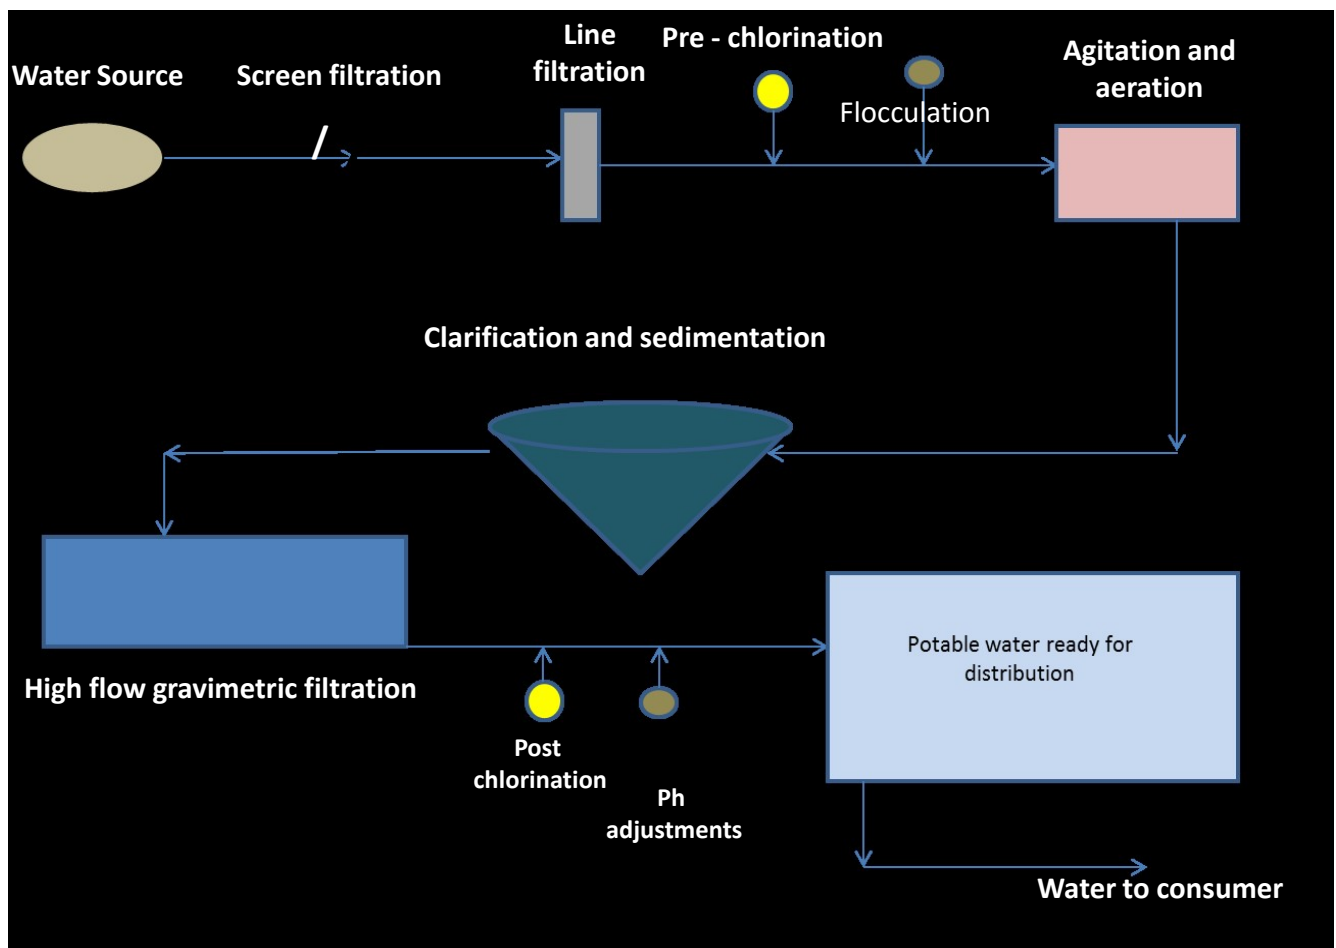 Water Source
Screen filtration
Line
filtration
Pre - chlorination
Flocculation
Agitation and
aeration
Clarification and sedimentation
High flow gravimetric filtration
Post
chlorination
Ph
adjustments
Potable water ready for
distribution
Water to consumer